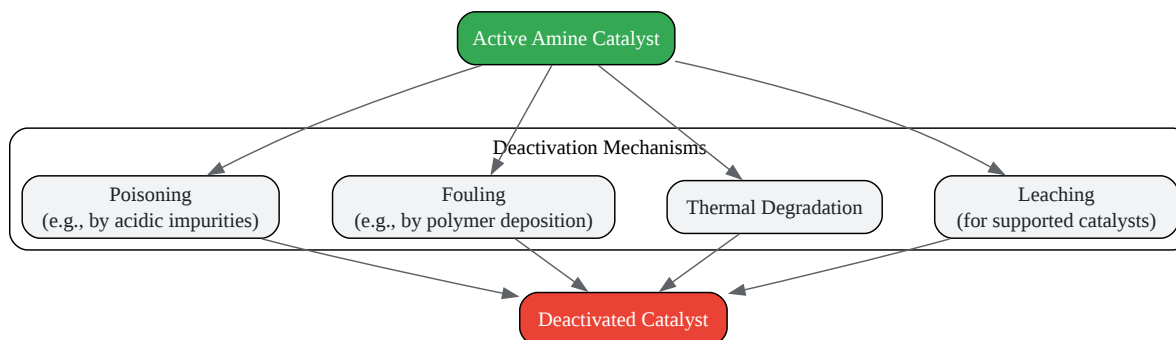 Active Amine Catalyst
Deactivation Mechanisms
Poisoning
(e.g., by acidic impurities)
Fouling
(e.g., by polymer deposition)
Thermal Degradation
Leaching
(for supported catalysts)
Deactivated Catalyst